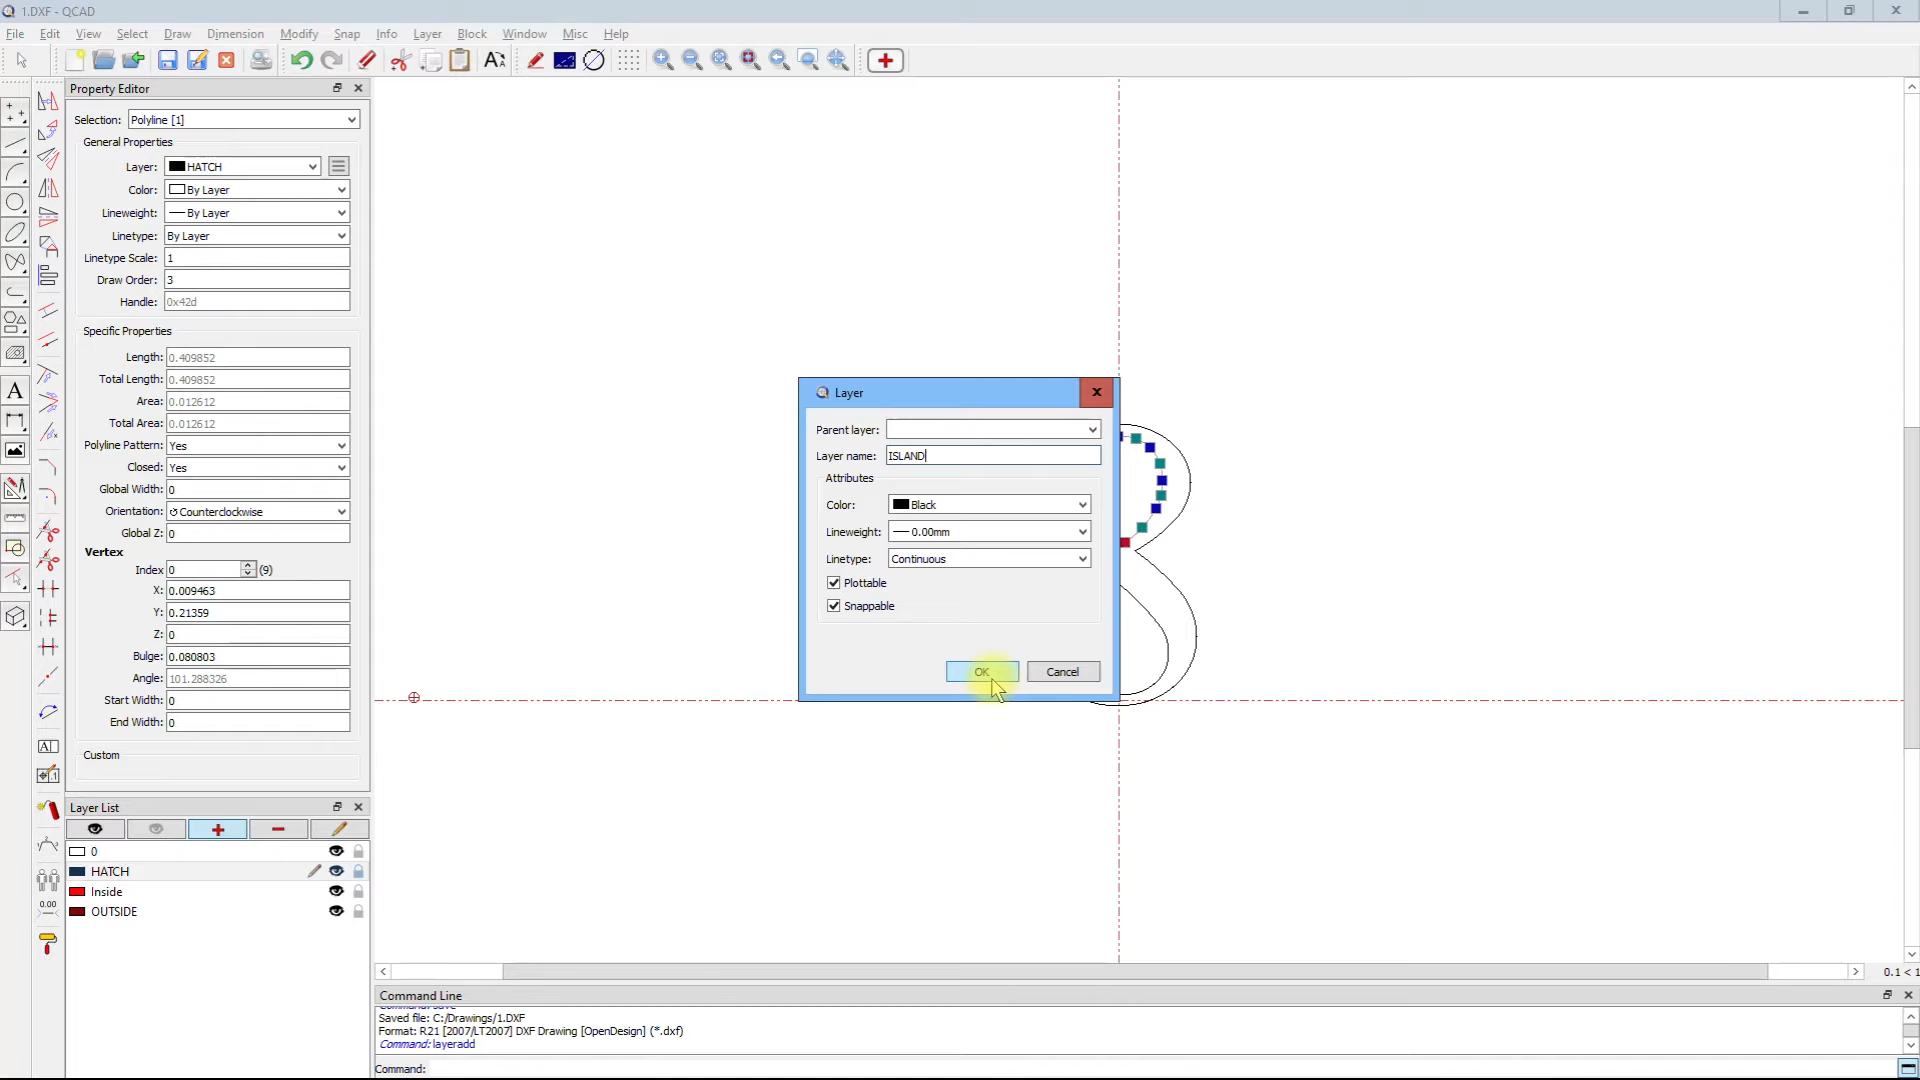 1.DXF - QCAD
File Edit View Select Draw Dimension Modify Snap Info Layer Block Window Misc Help
Property Editor
Selection: Polyline [1]
General Properties
Layer: HATCH
Color: By Layer
Lineweight: By Layer
Linetype: By Layer
Linetype Scale: 1
Draw Order: 3
Handle: 0x42d
Specific Properties
Length: 0.409852
Total Length: 0.409852
Area: 0.012612
Total Area: 0.012612
Polyline Pattern: Yes
Closed: Yes
Global Width: 0
Orientation: Counterclockwise
Global Z: 0
Vertex
Index 0 (9)
X: 0.009463
Y: 0.21359
Z: 0
Bulge: 0.080803
Angle: 101.288326
Start Width: 0
End Width: 0
Custom
Layer List
0
HATCH
Inside
OUTSIDE
Layer
Parent layer:
Layer name: ISLAND
Attributes
Color: Black
Lineweight: 0.00mm
Linetype: Continuous
Plottable
Snappable
OK Cancel
0.1 < 1
Command Line
Saved file: C:/Drawings/1.DXF
Format: R21 [2007/LT2007] DXF Drawing [OpenDesign] (*.dxf)
Command: layeradd
Command: